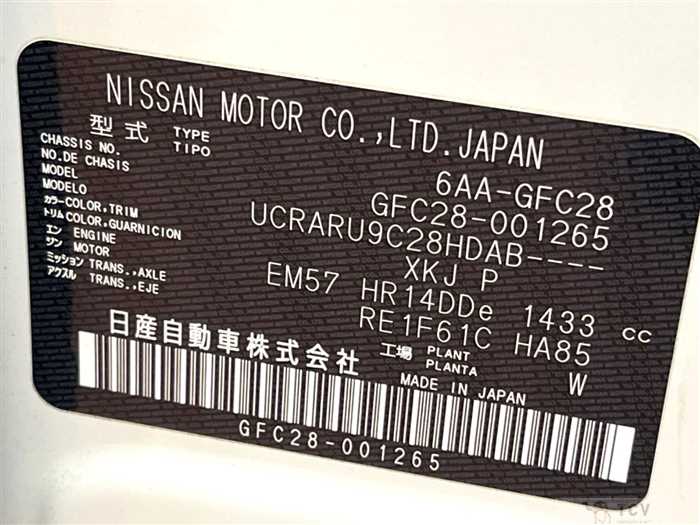 NISSAN MOTOR CO.,LTD.JAPAN
型式 TYPE TIPO 6AA-GFC28
CHASSIS NO. NO.DE CHASIS GFC28-001265
MODEL MODELO UCRARU9C28HDAB----
カラー COLOR,TRIM トリム COLOR,GUARNICION XKJ P
エンジン ENGINE MOTOR EM57 HR14DDe 1433 cc
ミッション TRANS.,AXLE アクスル TRANS.,EJE RE1F61C HA85
日産自動車株式会社 工場 PLANT PLANTA W
MADE IN JAPAN
GFC28-001265
TCV